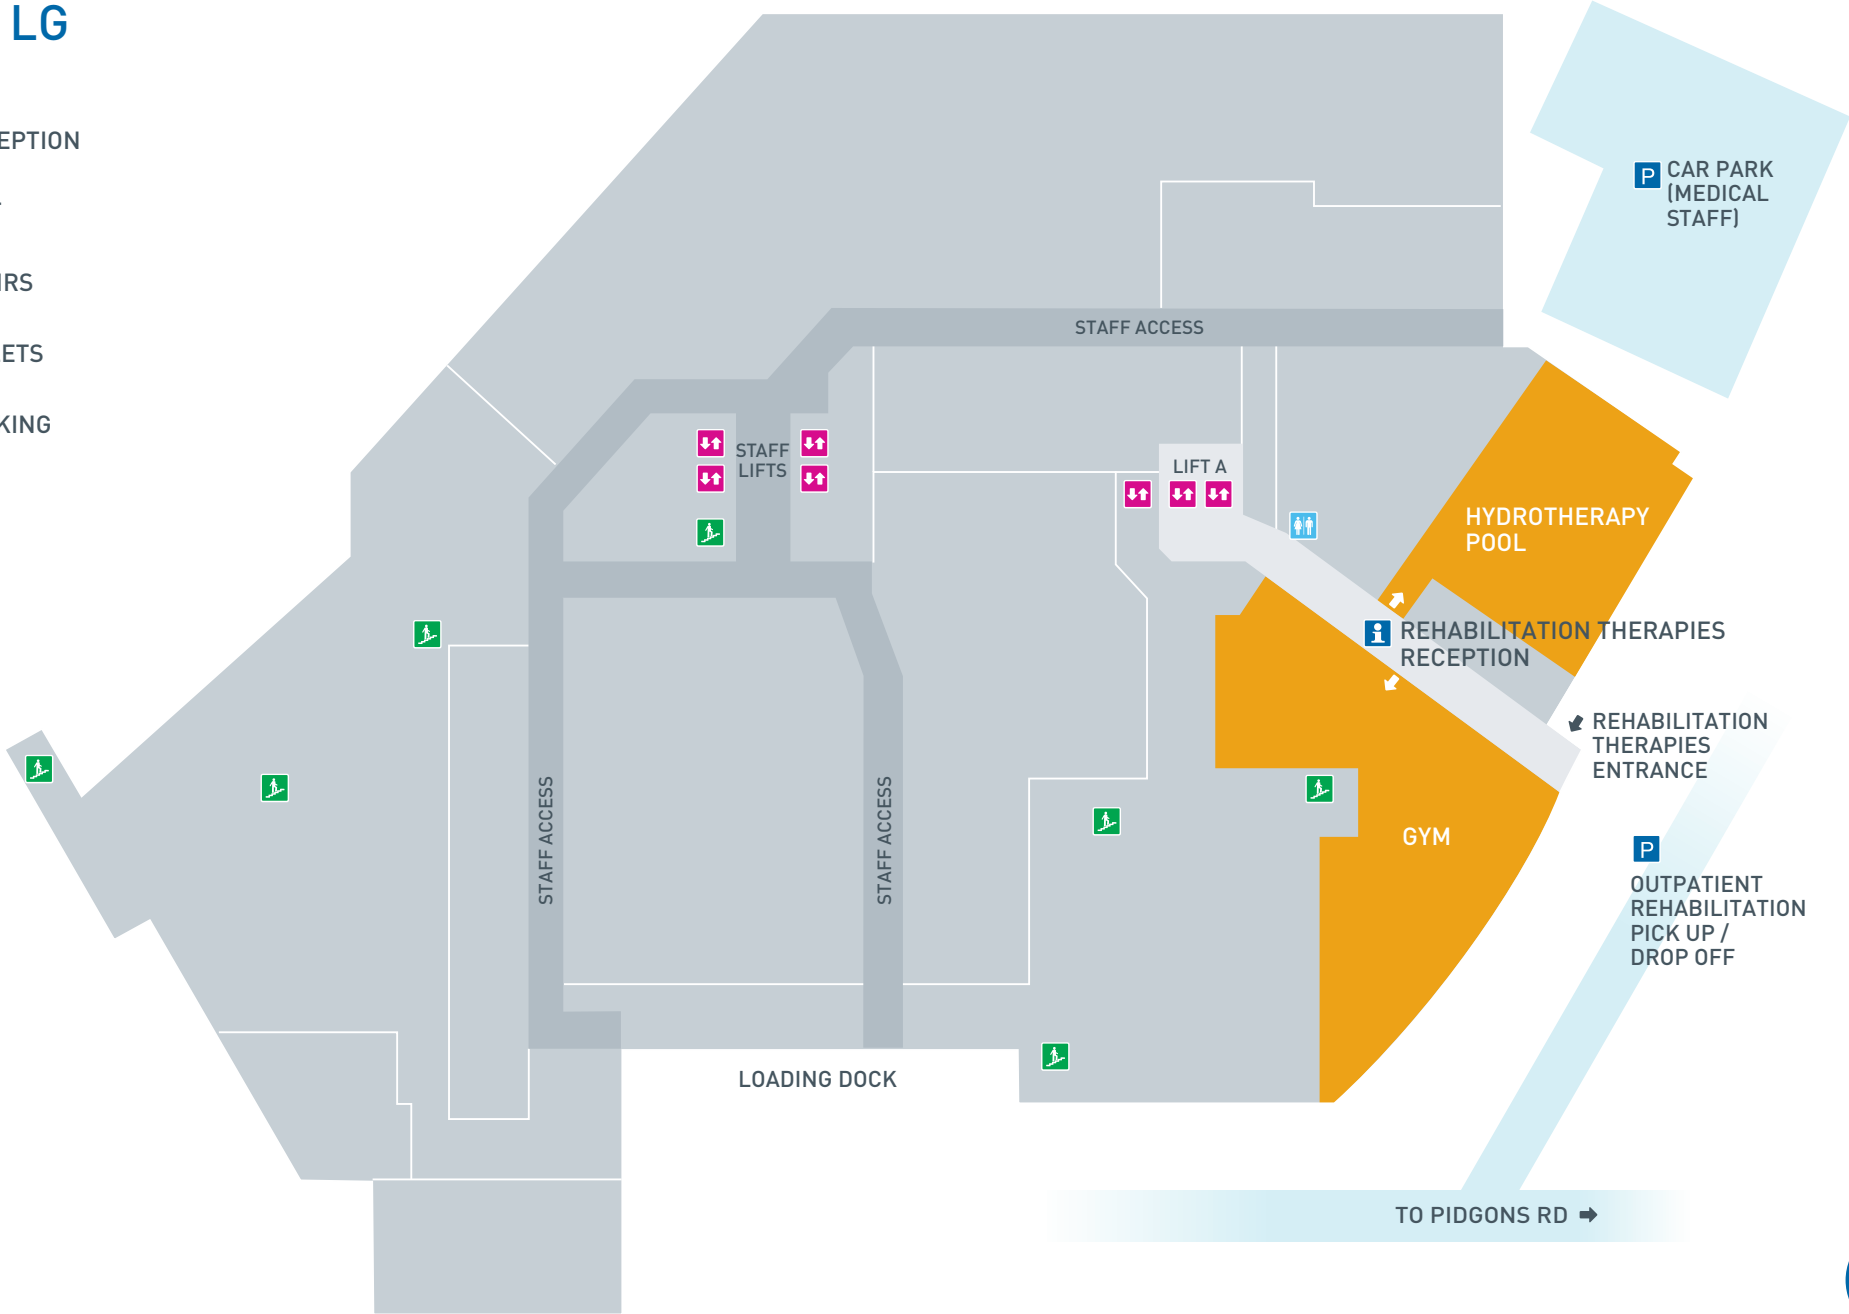 LG
EPTION
IRS
ETS
KING
P
CAR PARK
(MEDICAL
STAFF)
STAFF ACCESS
STAFF
LIFTS
LIFT A
HYDROTHERAPY
POOL
REHABILITATION THERAPIES
RECEPTION
REHABILITATION
THERAPIES
ENTRANCE
STAFF ACCESS
STAFF ACCESS
GYM
P
OUTPATIENT
REHABILITATION
PICK UP /
DROP OFF
LOADING DOCK
TO PIDGONS RD